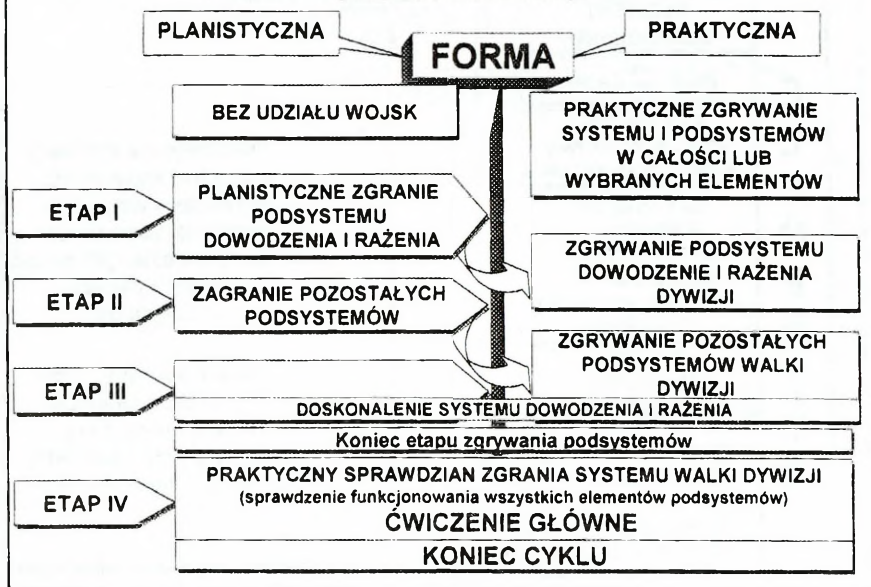 PLANISTYCZNA
PRAKTYCZNA
FORMA
BEZ UDZIAŁU WOJSK
PRAKTYCZNE ZGRYWANIE
SYSTEMU I PODSYSTEMÓW
W CAŁOŚCI LUB
WYBRANYCH ELEMENTÓW
ETAP I
PLANISTYCZNE ZGRANIE
PODSYSTEMU
DOWODZENIA I RAŻENIA
ZGRYWANIE PODSYSTEMU
DOWODZENIE I RAŻENIA
DYWIZJI
ETAP II
ZAGRANIE POZOSTAŁYCH
PODSYSTEMÓW
ZGRYWANIE POZOSTAŁYCH
PODSYSTEMÓW WALKI
DYWIZJI
ETAP III
DOSKONALENIE SYSTEMU DOWODZENIA I RAŻENIA
Koniec etapu zgrywania podsystemów
ETAP IV
PRAKTYCZNY SPRAWDZIAN ZGRANIA SYSTEMU WALKI DYWIZJI
(sprawdzenie funkcjonowania wszystkich elementów podsystemów)
ĆWICZENIE GŁÓWNE
KONIEC CYKLU